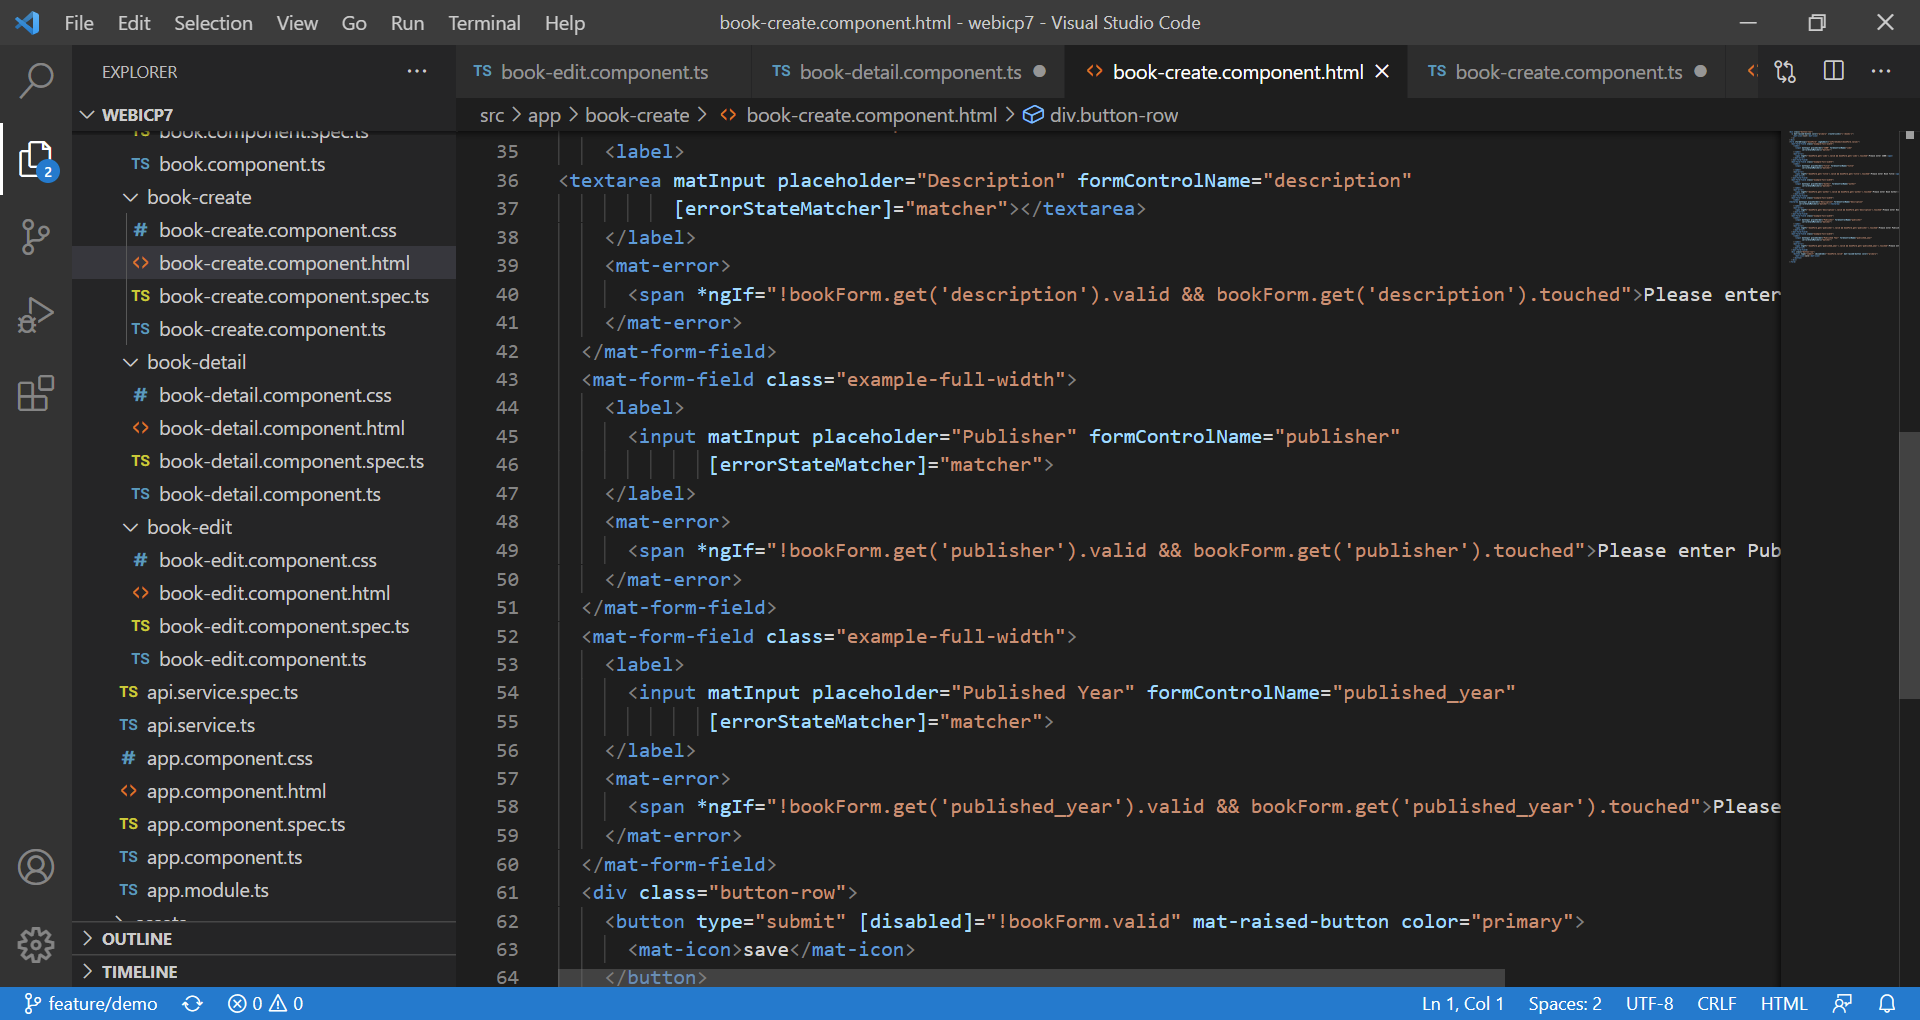 File Edit Selection View Go Run Terminal Help
book-create.component.html - webicp7 - Visual Studio Code
EXPLORER
TS book-edit.component.ts
TS book-detail.component.ts
<> book-create.component.html
TS book-create.component.ts
WEBICP7
src > app > book-create > <> book-create.component.html > div.button-row
2
TS book.component.spec.ts
TS book.component.ts
book-create
# book-create.component.css
<> book-create.component.html
TS book-create.component.spec.ts
TS book-create.component.ts
book-detail
# book-detail.component.css
<> book-detail.component.html
TS book-detail.component.spec.ts
TS book-detail.component.ts
book-edit
# book-edit.component.css
<> book-edit.component.html
TS book-edit.component.spec.ts
TS book-edit.component.ts
TS api.service.spec.ts
TS api.service.ts
# app.component.css
<> app.component.html
TS app.component.spec.ts
TS app.component.ts
TS app.module.ts
OUTLINE
TIMELINE
35 <label>
36 <textarea matInput placeholder="Description" formControlName="description"
37 [errorStateMatcher]="matcher"></textarea>
38 </label>
39 <mat-error>
40 <span *ngIf="!bookForm.get('description').valid && bookForm.get('description').touched">Please enter
41 </mat-error>
42 </mat-form-field>
43 <mat-form-field class="example-full-width">
44 <label>
45 <input matInput placeholder="Publisher" formControlName="publisher"
46 [errorStateMatcher]="matcher">
47 </label>
48 <mat-error>
49 <span *ngIf="!bookForm.get('publisher').valid && bookForm.get('publisher').touched">Please enter Pub
50 </mat-error>
51 </mat-form-field>
52 <mat-form-field class="example-full-width">
53 <label>
54 <input matInput placeholder="Published Year" formControlName="published_year"
55 [errorStateMatcher]="matcher">
56 </label>
57 <mat-error>
58 <span *ngIf="!bookForm.get('published_year').valid && bookForm.get('published_year').touched">Please
59 </mat-error>
60 </mat-form-field>
61 <div class="button-row">
62 <button type="submit" [disabled]="!bookForm.valid" mat-raised-button color="primary">
63 <mat-icon>save</mat-icon>
64 </button>
feature/demo 0 0
Ln 1, Col 1 Spaces: 2 UTF-8 CRLF HTML